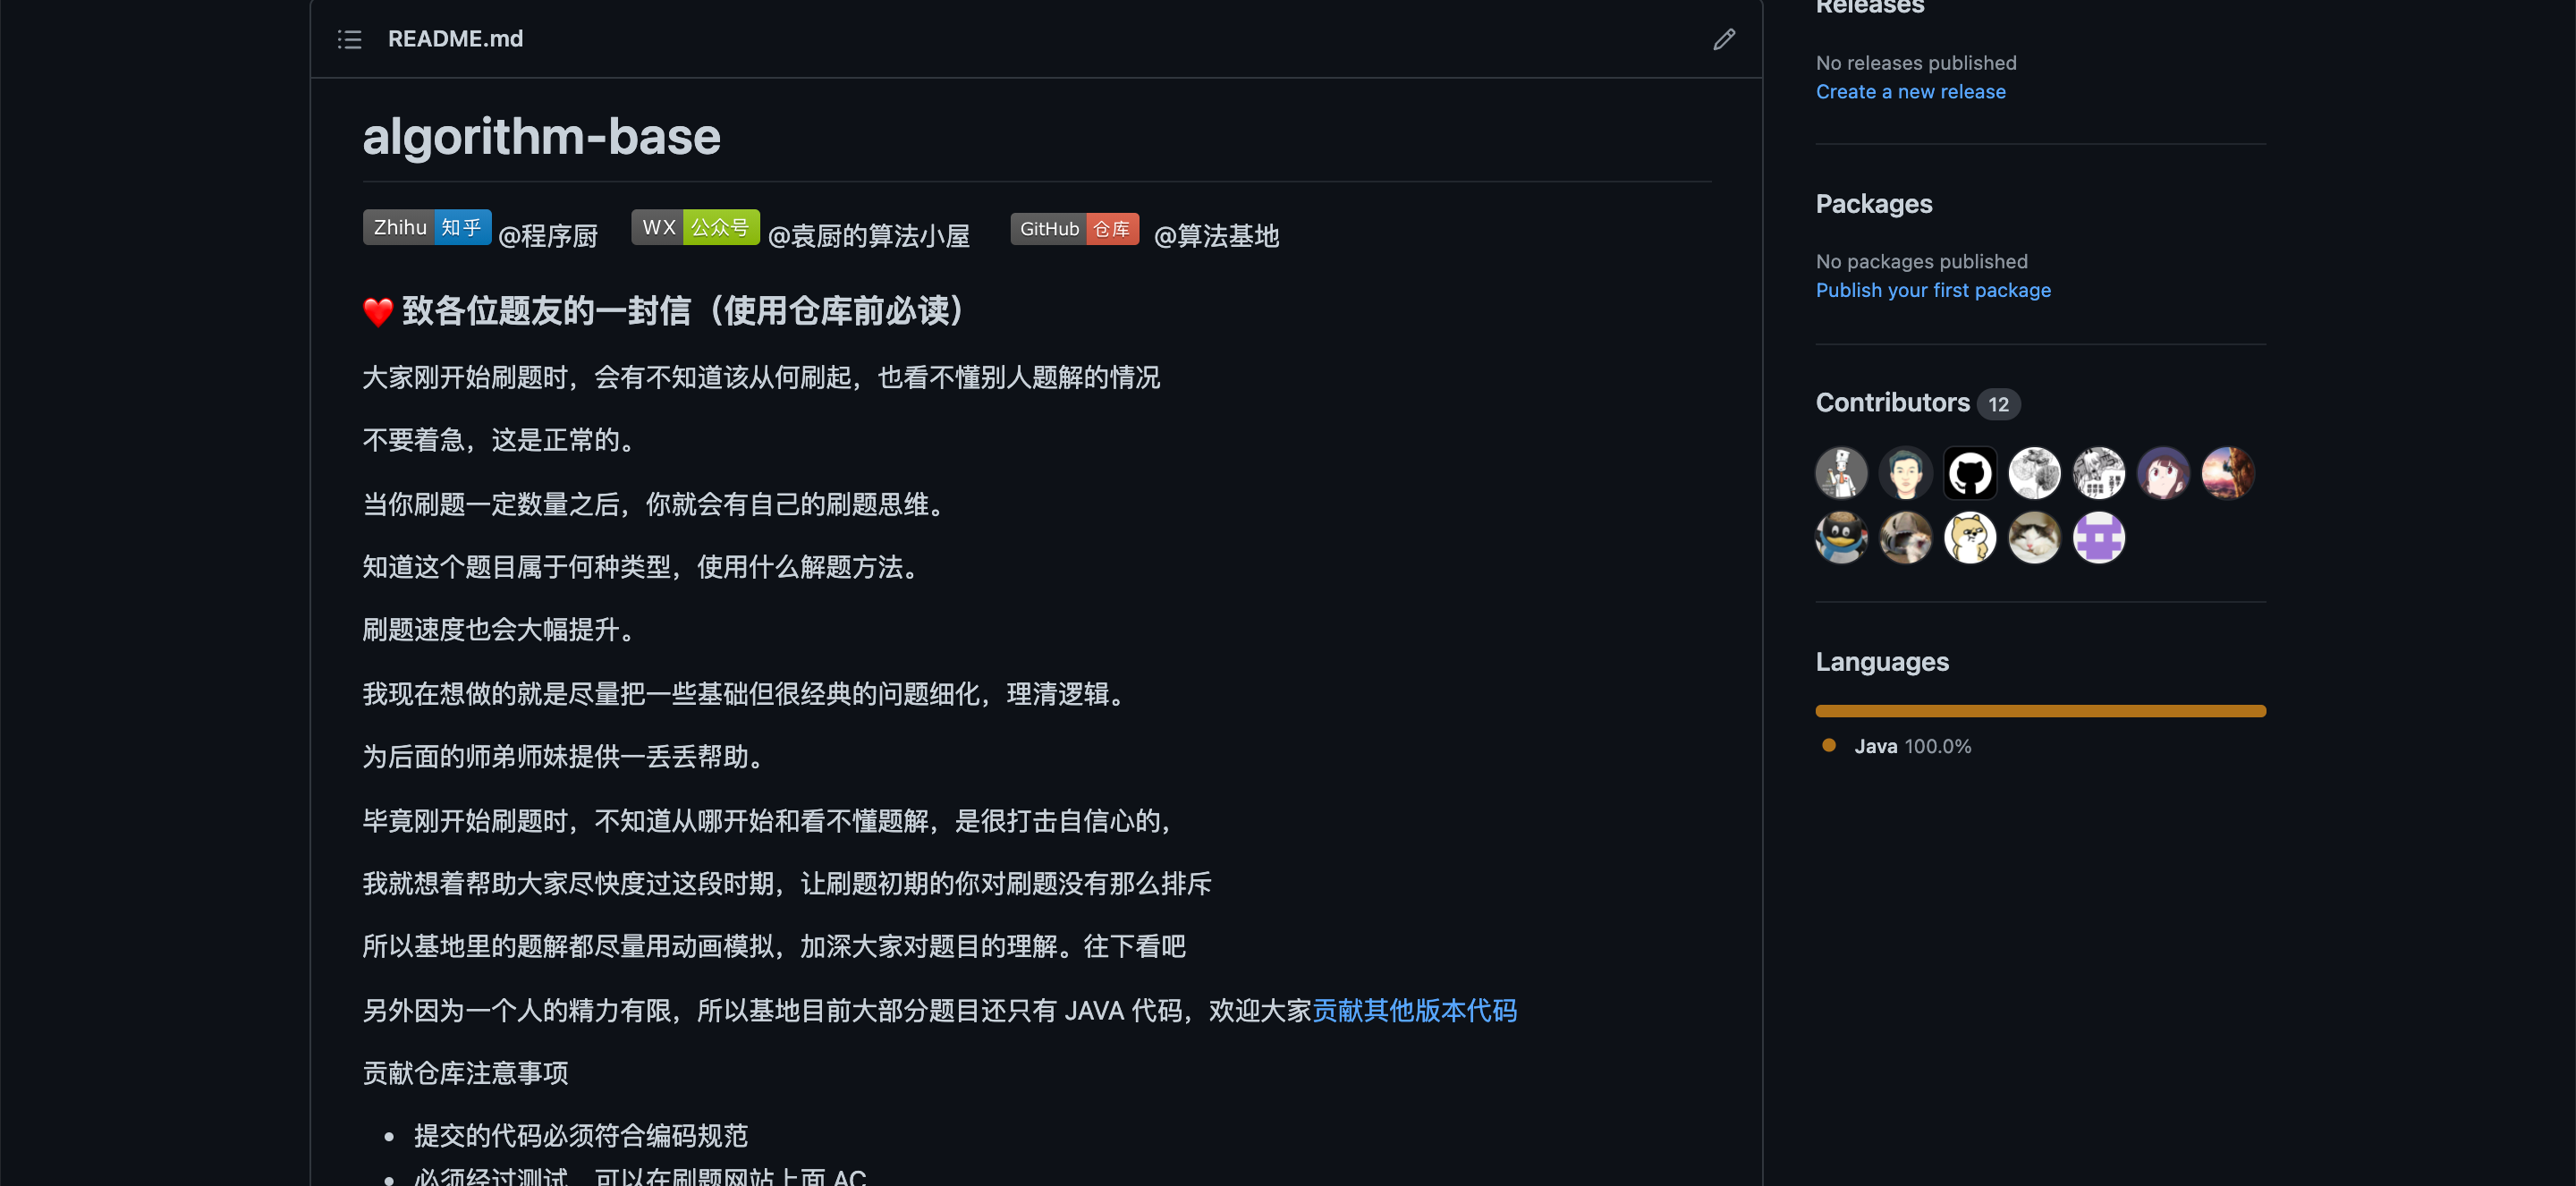 README.md
algorithm-base
Zhihu 知乎 @程序厨 WX 公众号 @袁厨的算法小屋 GitHub 仓库 @算法基地
❤️ 致各位题友的一封信（使用仓库前必读）
大家刚开始刷题时，会有不知道该从何刷起，也看不懂别人题解的情况
不要着急，这是正常的。
当你刷题一定数量之后，你就会有自己的刷题思维。
知道这个题目属于何种类型，使用什么解题方法。
刷题速度也会大幅提升。
我现在想做的就是尽量把一些基础但很经典的问题细化，理清逻辑。
为后面的师弟师妹提供一丢丢帮助。
毕竟刚开始刷题时，不知道从哪开始和看不懂题解，是很打击自信心的，
我就想着帮助大家尽快度过这段时期，让刷题初期的你对刷题没有那么排斥
所以基地里的题解都尽量用动画模拟，加深大家对题目的理解。往下看吧
另外因为一个人的精力有限，所以基地目前大部分题目还只有 JAVA 代码，欢迎大家贡献其他版本代码
贡献仓库注意事项
提交的代码必须符合编码规范
必须经过测试，可以在刷题网站上面 AC
Releases
No releases published
Create a new release
Packages
No packages published
Publish your first package
Contributors 12
Languages
Java 100.0%